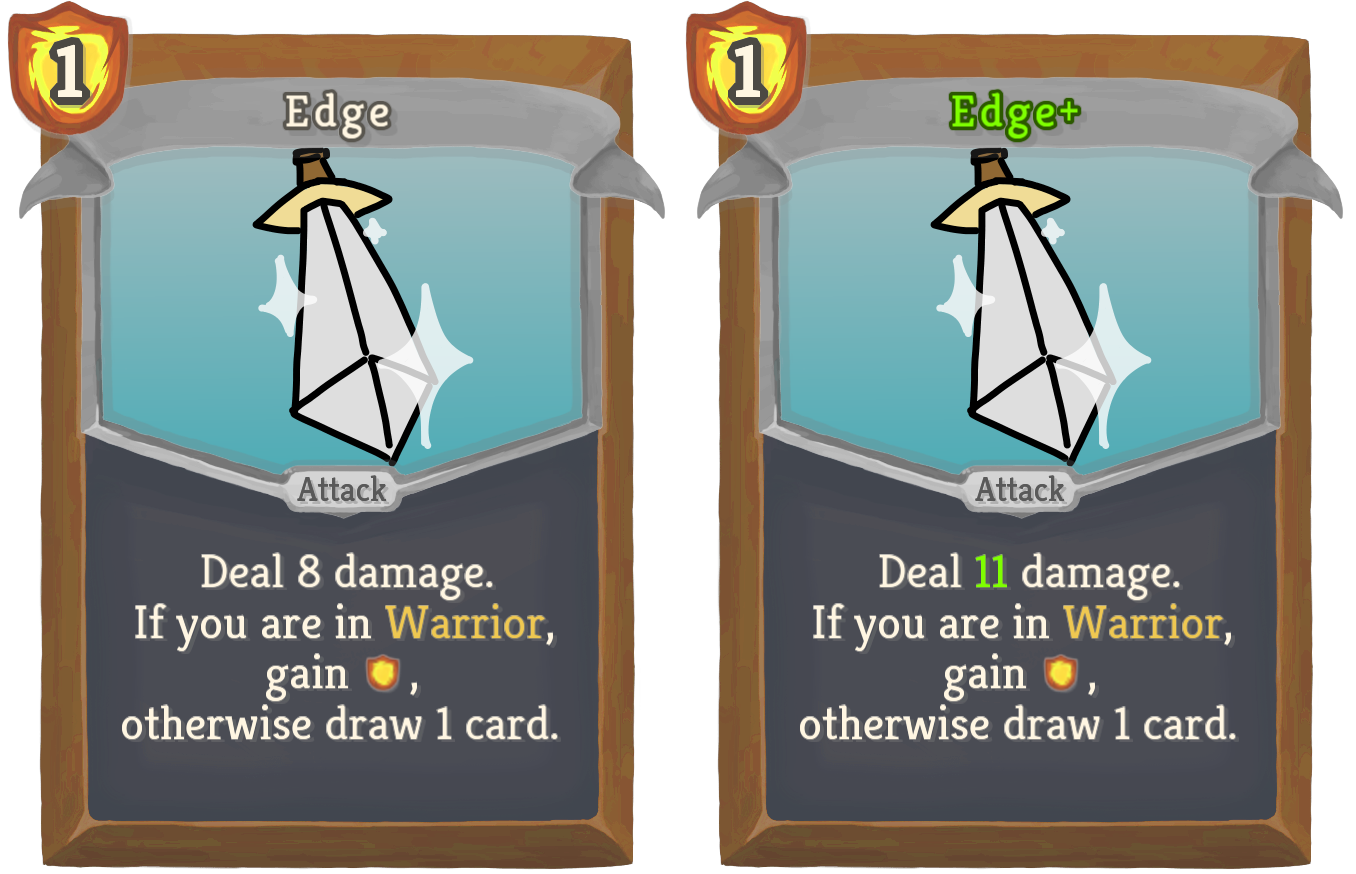 1
Edge
Attack
Deal 8 damage.
If you are in Warrior,
gain ,
otherwise draw 1 card.
1
Edge+
Attack
Deal 11 damage.
If you are in Warrior,
gain ,
otherwise draw 1 card.